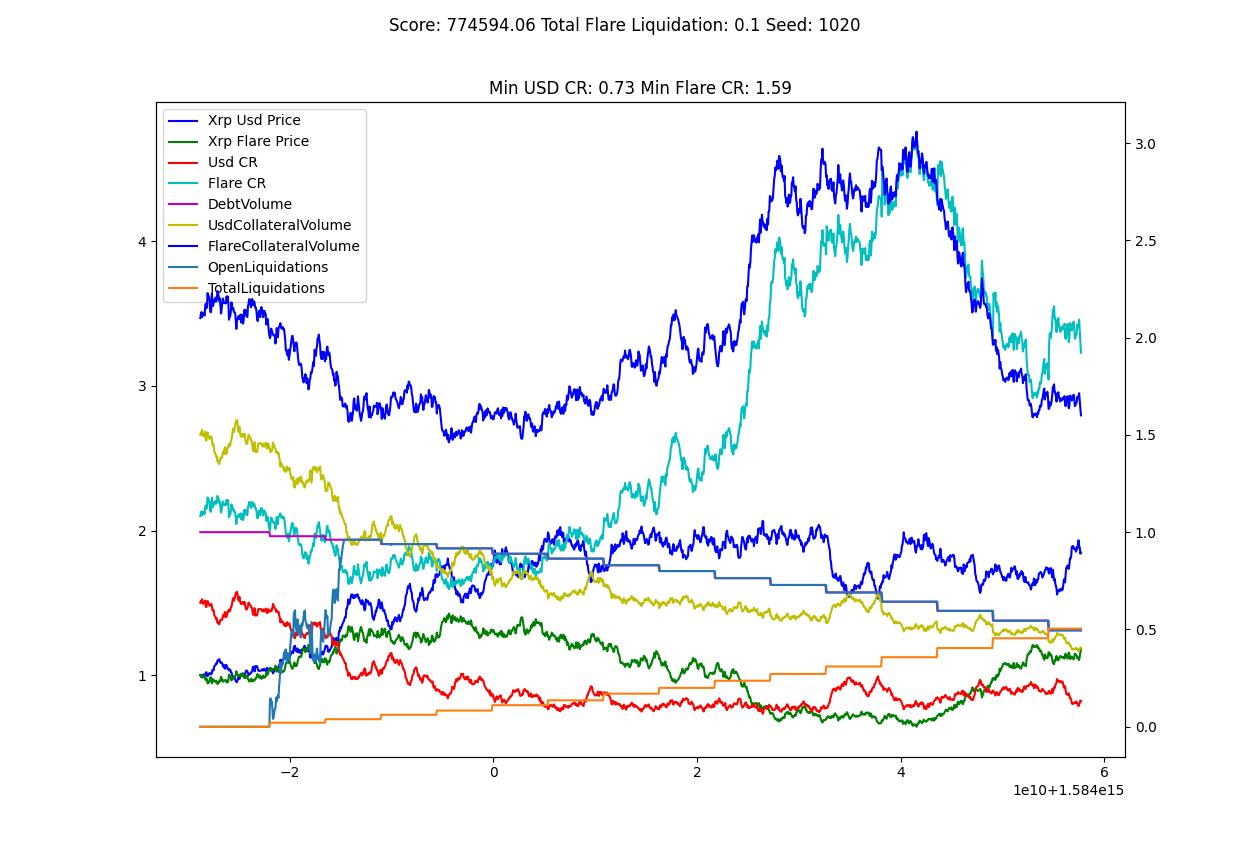 Score: 774594.06 Total Flare Liquidation: 0.1 Seed: 1020
Min USD CR: 0.73 Min Flare CR: 1.59
Xrp Usd Price
Xrp Flare Price
Usd CR
Flare CR
DebtVolume
UsdCollateralVolume
FlareCollateralVolume
OpenLiquidations
TotalLiquidations
4
3
2
1
3.0
2.5
2.0
1.5
1.0
0.5
0.0
−2
0
2
4
6
1e10+1.584e15